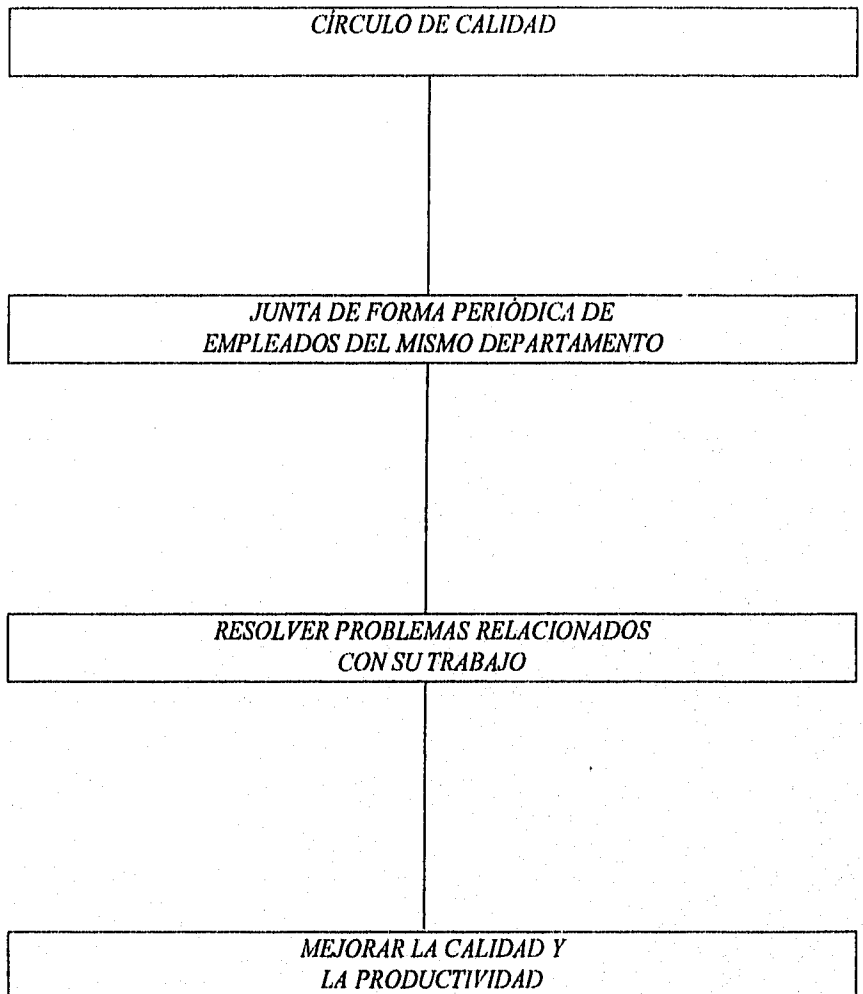 CÍRCULO DE CALIDAD
JUNTA DE FORMA PERIÓDICA DE
EMPLEADOS DEL MISMO DEPARTAMENTO
RESOLVER PROBLEMAS RELACIONADOS
CON SU TRABAJO
MEJORAR LA CALIDAD Y
LA PRODUCTIVIDAD